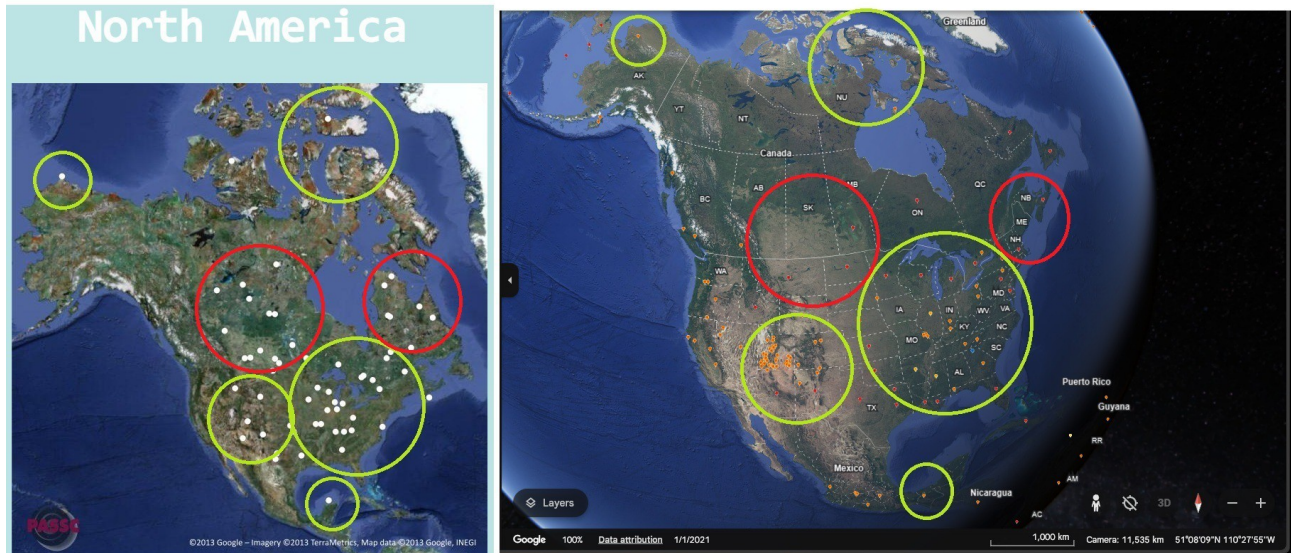 North America
PASSC
©2013 Google – Imagery ©2013 TerraMetrics, Map data ©2013 Google, INEGI
Greenland
AK
NU
YT
NT
Canada
AB
MB
QC
BC
SK
ON
NB
ME
NH
WA
IA
IN
MD
WV
VA
MO
KY
NC
SC
AL
TX
Puerto Rico
Guyana
RR
Mexico
AM
Nicaragua
AC
Layers
3D
Google
100%
Data attribution
1/1/2021
1,000 km
Camera: 11,535 km
51°08'09"N 110°27'55"W